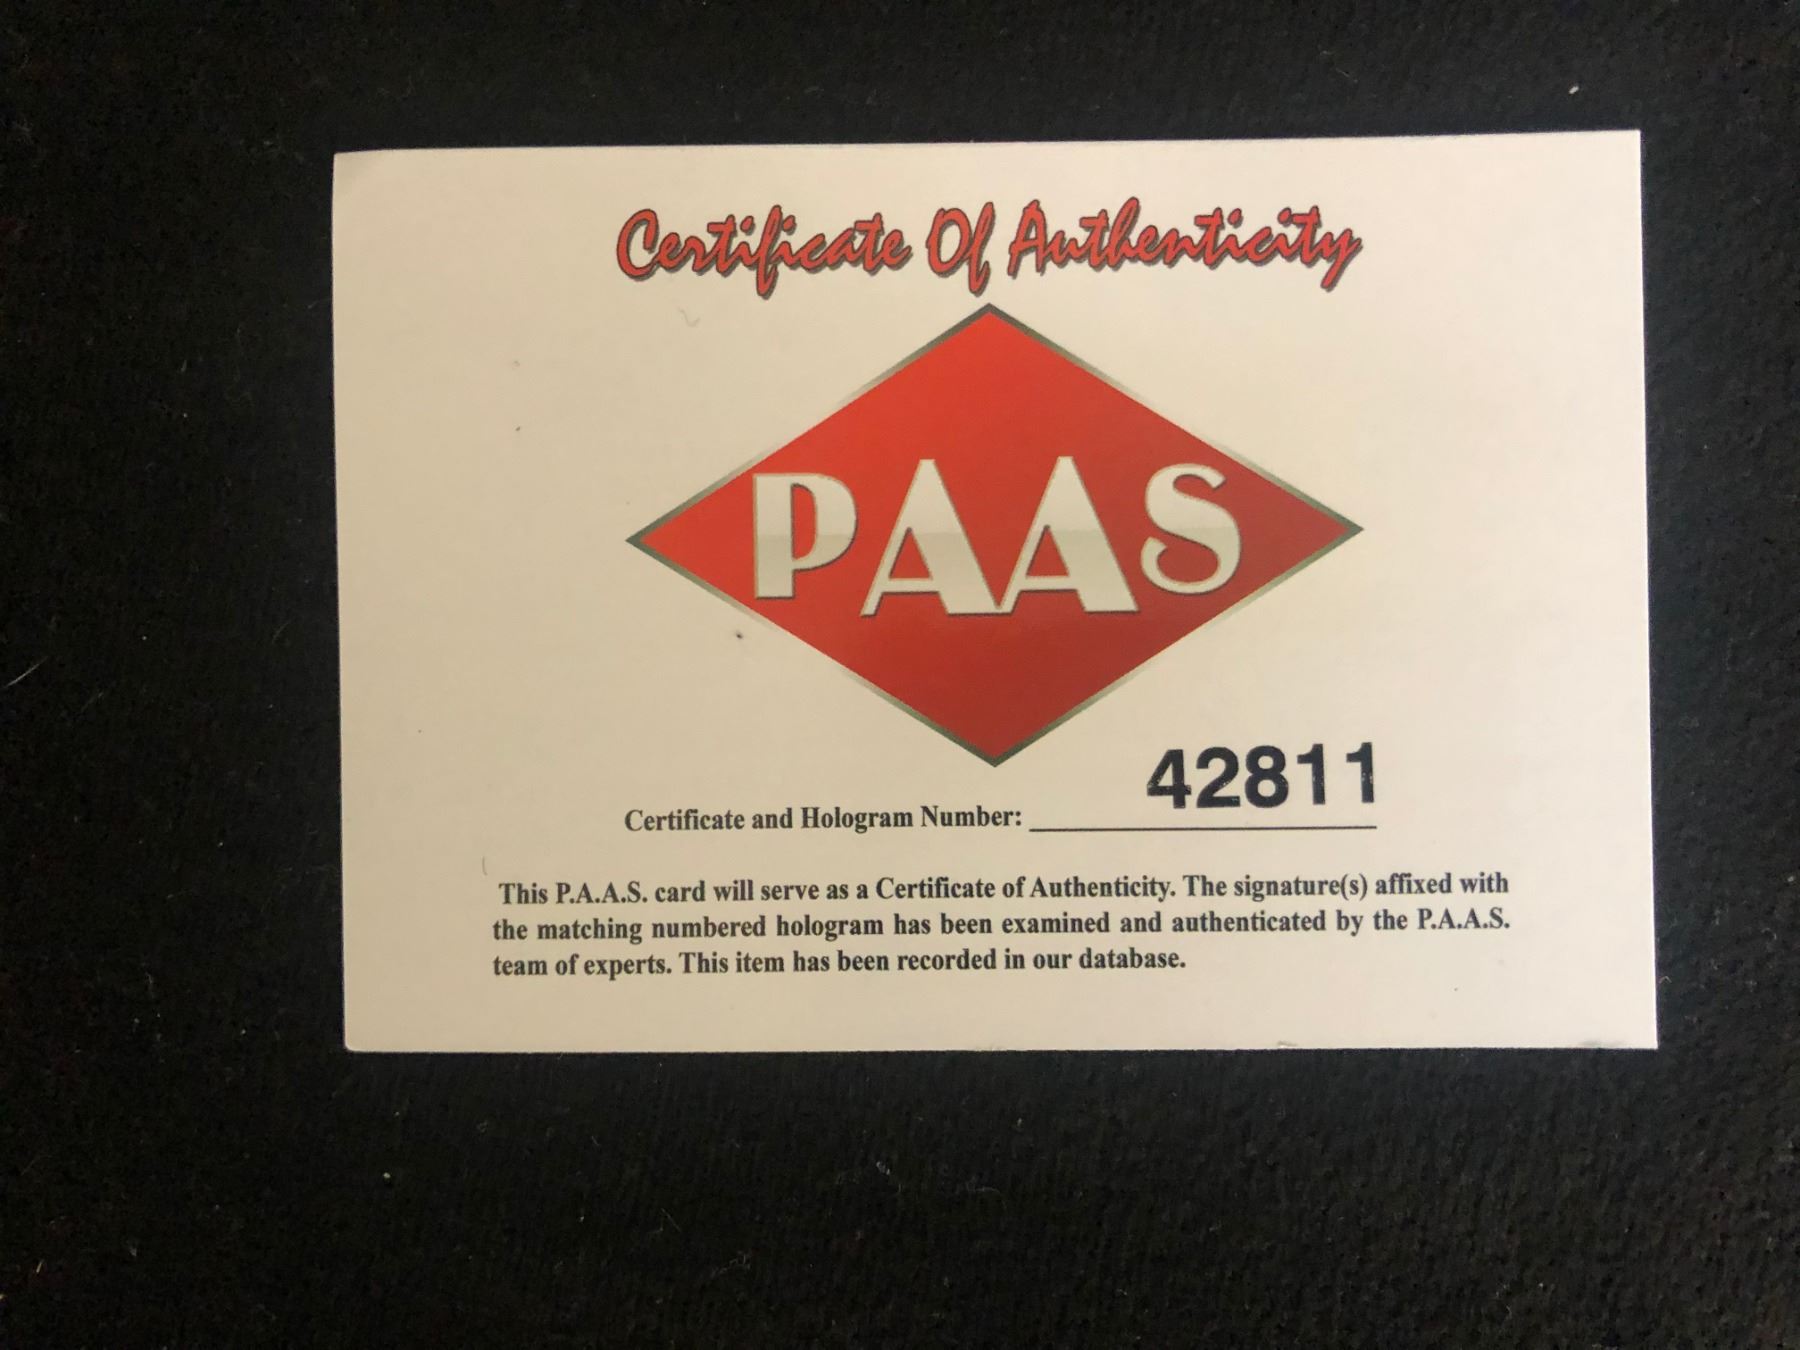 Certificate Of Authenticity
PAAS
42811
Certificate and Hologram Number:
This P.A.A.S. card will serve as a Certificate of Authenticity. The signature(s) affixed with
the matching numbered hologram has been examined and authenticated by the P.A.A.S.
team of experts. This item has been recorded in our database.